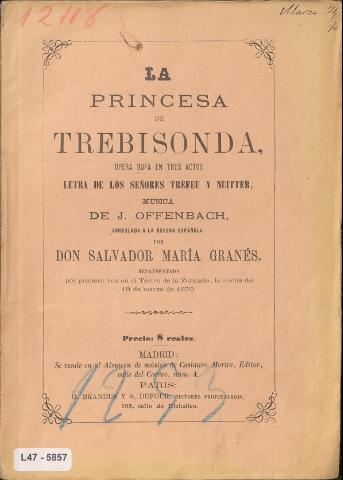 12118
LA
PRINCESA
DE
TREBISONDA,
OPERA BUFA EN TRES ACTOS
LETRA DE LOS SEÑORES TRÉFEU Y NUITTER,
MUSICA
DE J. OFFENBACH,
ARREGLADA A LA ESCENA ESPAÑOLA
POR
DON SALVADOR MARÍA GRANÉS.
REPRESENTADA
por primera vez en el Teatro de la Zarzuela, la noche del
19 de marzo de 1870
Precio: 8 reales.
MADRID:
Se vende en el Almacen de música de Casimiro Martin, Editor,
calle del Correo, núm. 4.
PARIS:
G. BRANDUS Y S. DUFOUR, EDITORES PROPIETARIOS,
103, calle de Richelieu.
1293
L47 - 5857